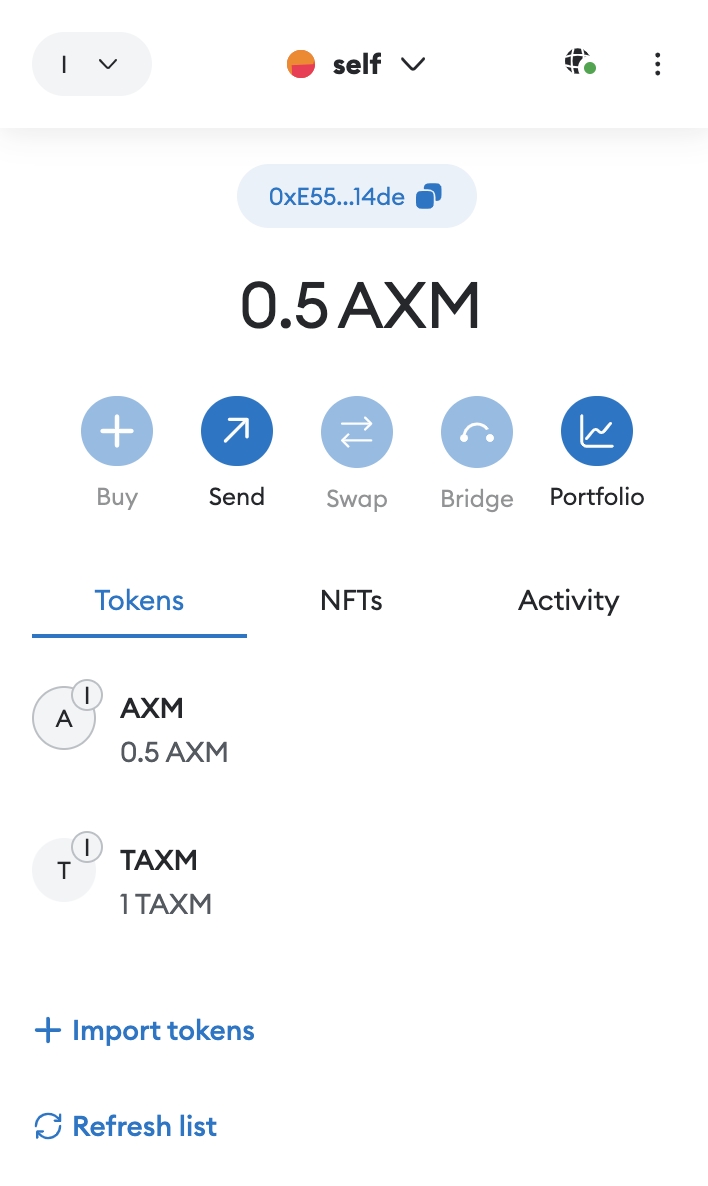 I
self
0xE55...14de
0.5 AXM
Buy Send Swap Bridge Portfolio
Tokens NFTs Activity
A I AXM
0.5 AXM
T I TAXM
1 TAXM
Import tokens
Refresh list